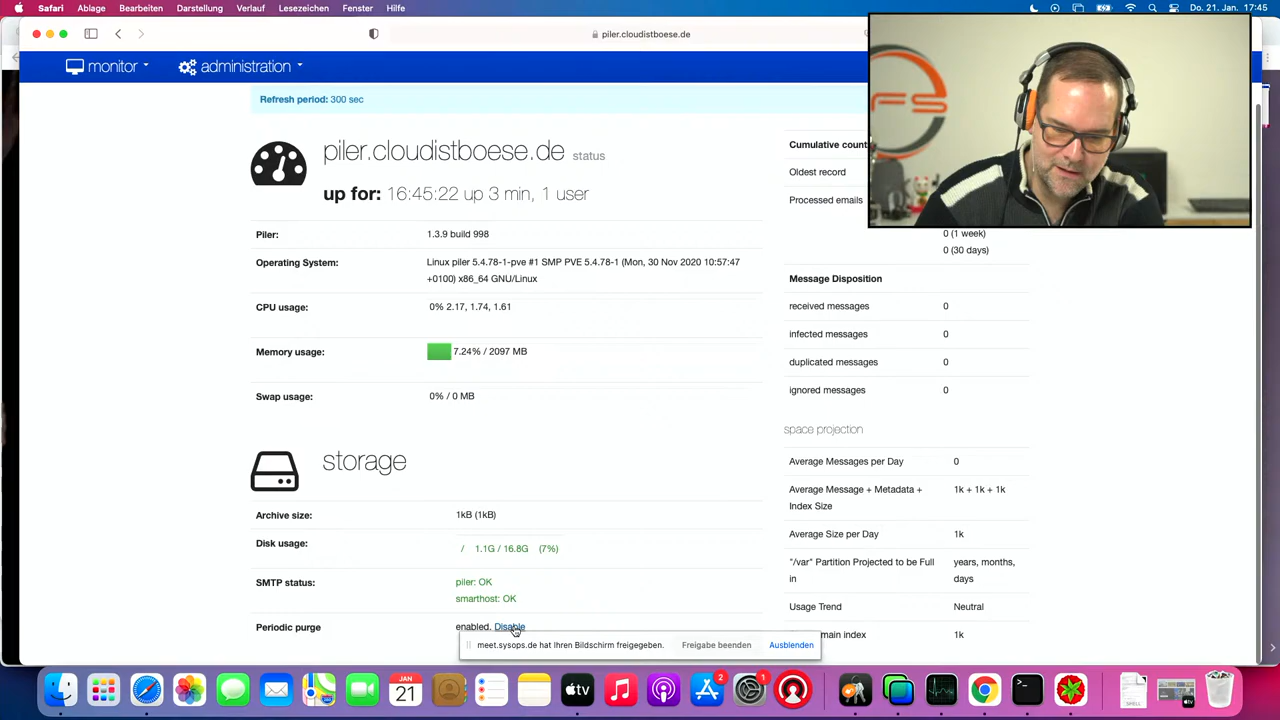 Safari Ablage Bearbeiten Darstellung Verlauf Lesezeichen Fenster Hilfe
Do. 21. Jan. 17:45
piler.cloudistboese.de
monitor administration
Refresh period: 300 sec
piler.cloudistboese.de status
up for: 16:45:22 up 3 min, 1 user
Piler: 1.3.9 build 998
Operating System: Linux piler 5.4.78-1-pve #1 SMP PVE 5.4.78-1 (Mon, 30 Nov 2020 10:57:47
+0100) x86_64 GNU/Linux
CPU usage: 0% 2.17, 1.74, 1.61
Memory usage: 7.24% / 2097 MB
Swap usage: 0% / 0 MB
storage
Archive size: 1kB (1kB)
Disk usage: / 1.1G / 16.8G (7%)
SMTP status: piler: OK
smarthost: OK
Periodic purge enabled. Disable
Cumulative count
Oldest record
Processed emails
0 (1 week)
0 (30 days)
Message Disposition
received messages 0
infected messages 0
duplicated messages 0
ignored messages 0
space projection
Average Messages per Day 0
Average Message + Metadata + 1k + 1k + 1k
Index Size
Average Size per Day 1k
"/var" Partition Projected to be Full years, months,
in days
Usage Trend Neutral
main index 1k
meet.sysops.de hat Ihren Bildschirm freigegeben. Freigabe beenden Ausblenden
JAN
21
tv
2
1
SPELL
FS